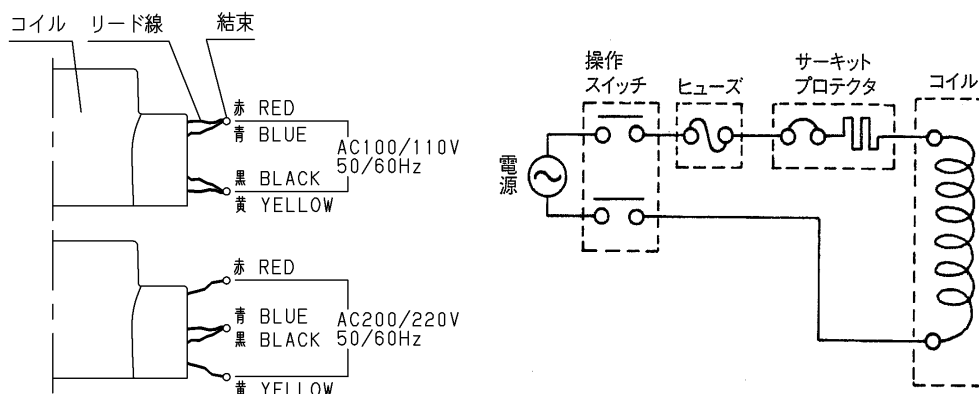 コイル リード線 結束
赤 RED
青 BLUE
AC100/110V
50/60Hz
黒 BLACK
黄 YELLOW
赤 RED
青 BLUE
黒 BLACK
AC200/220V
50/60Hz
黄 YELLOW
操作
スイッチ
ヒューズ
サーキット
プロテクタ
コイル
電源